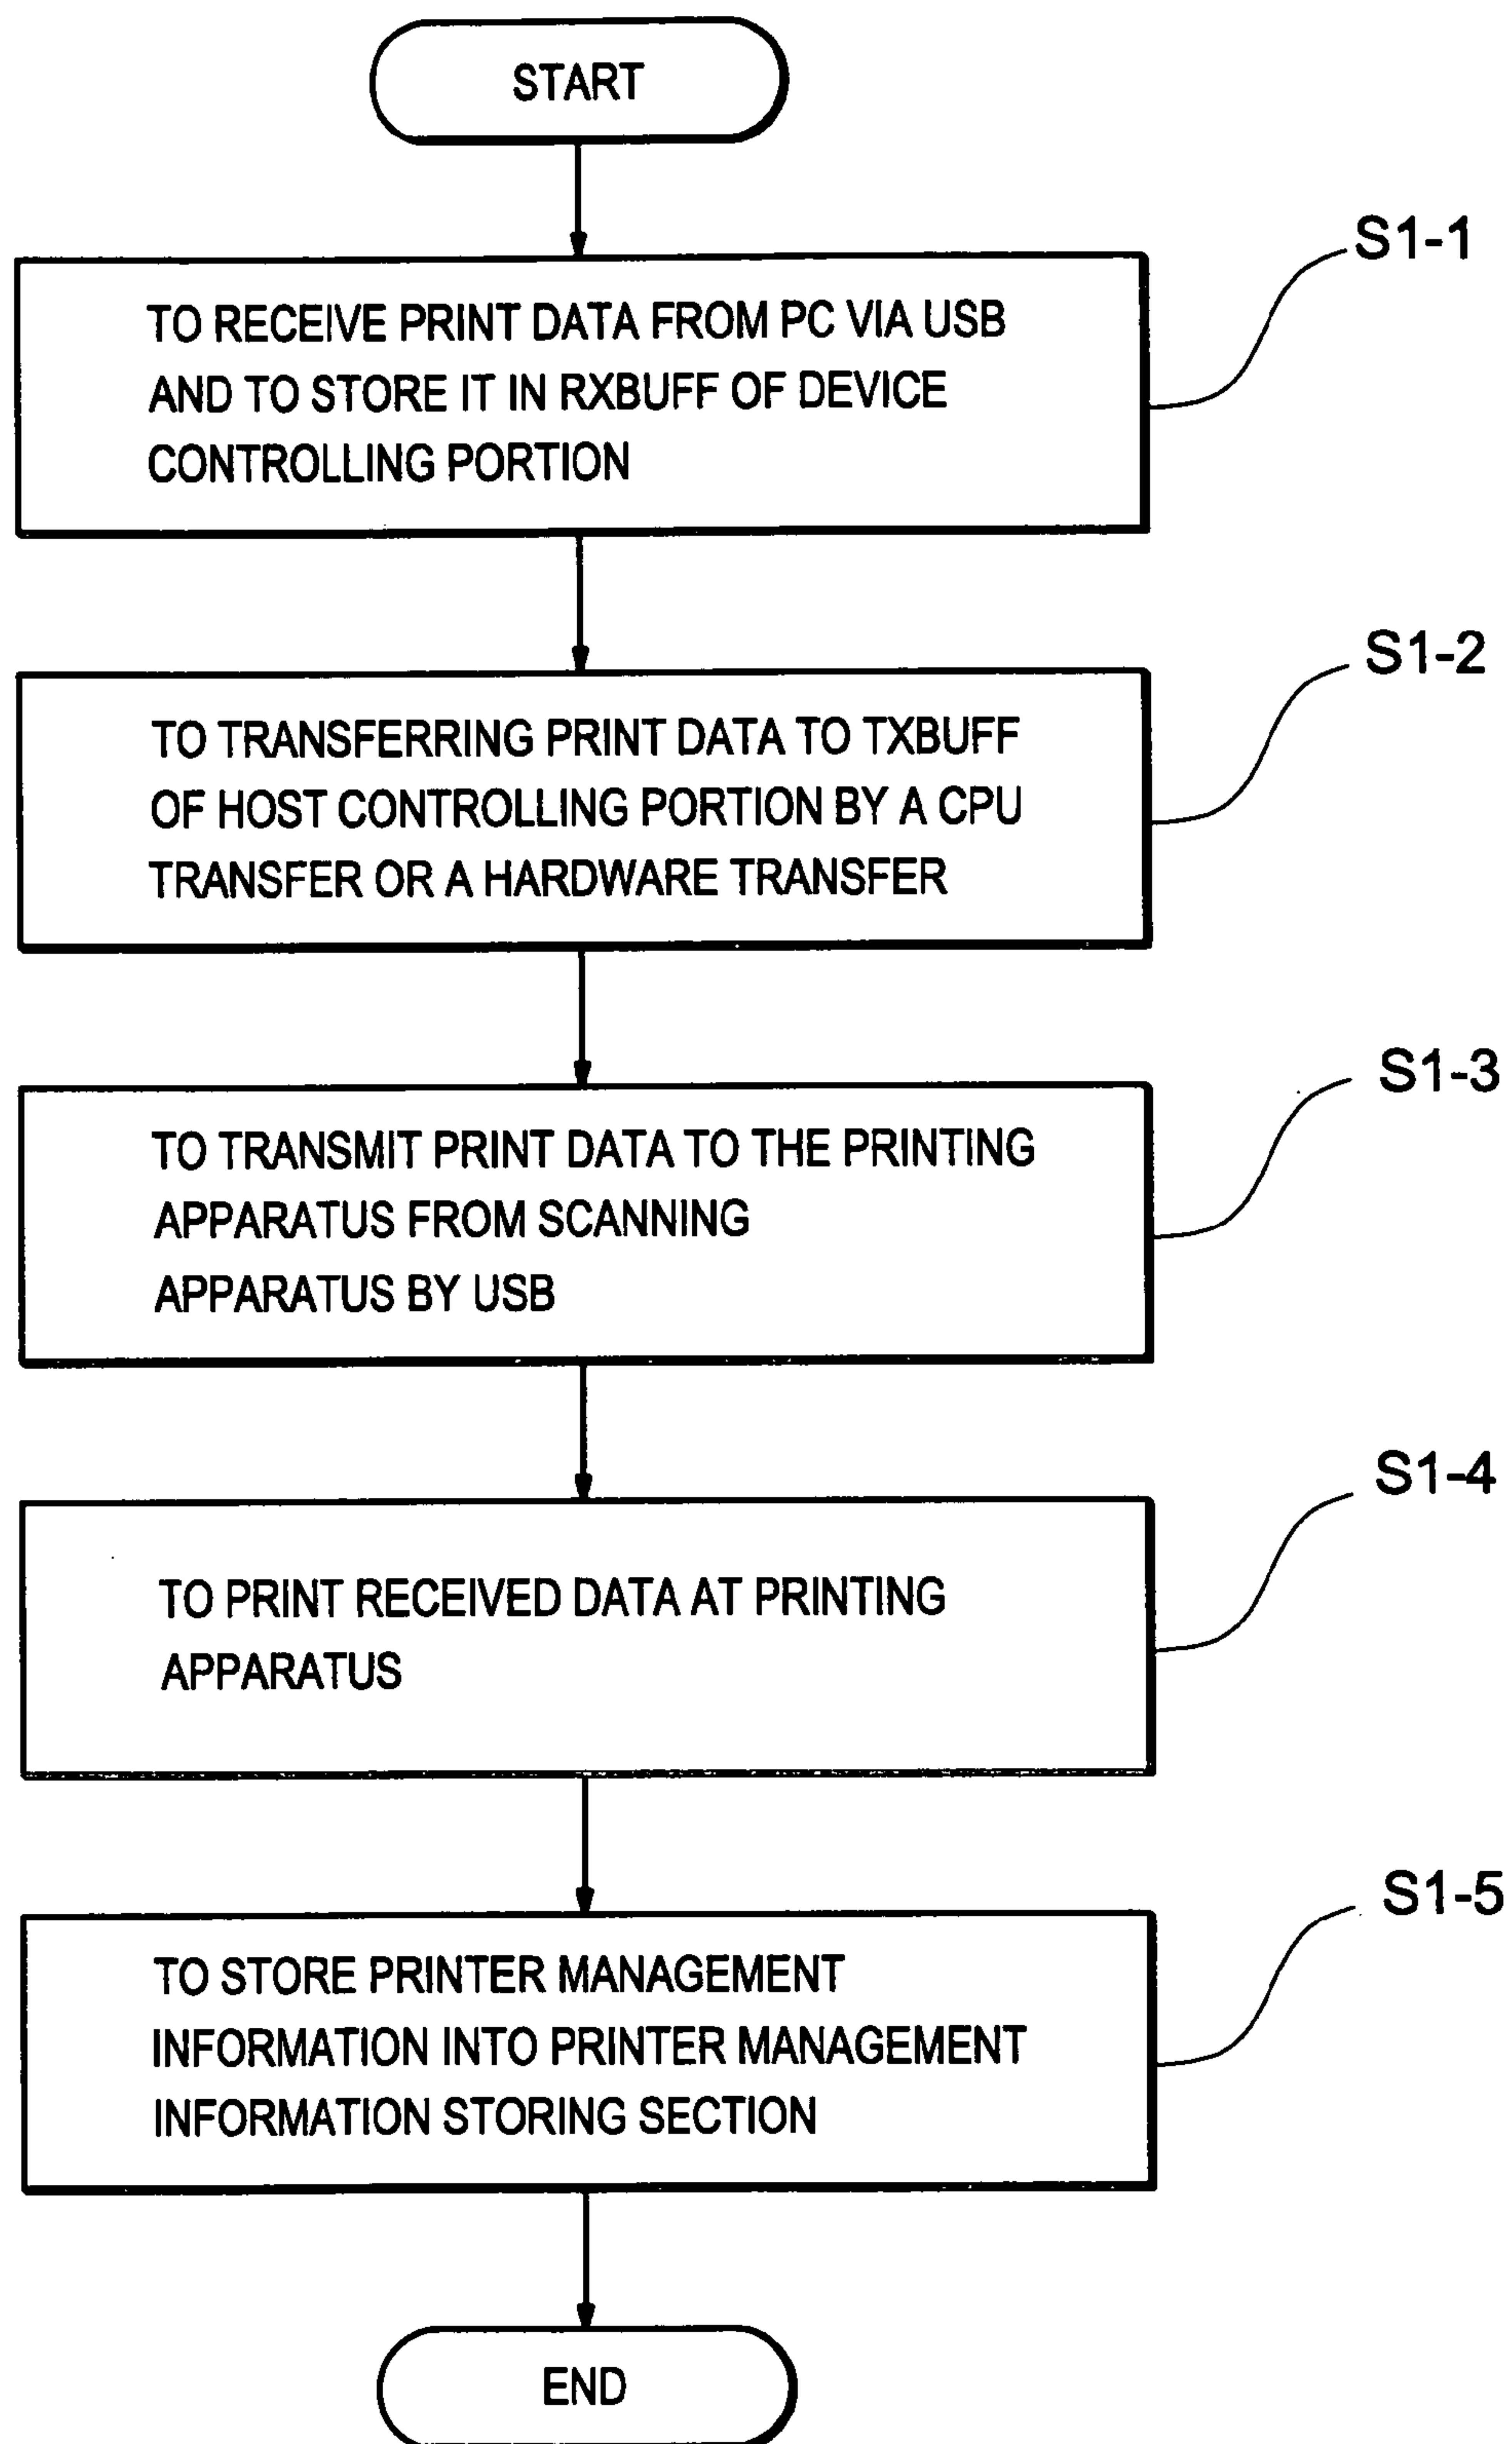 START
S1-1
TO RECEIVE PRINT DATA FROM PC VIA USB
AND TO STORE IT IN RXBUFF OF DEVICE
CONTROLLING PORTION
S1-2
TO TRANSFERRING PRINT DATA TO TXBUFF
OF HOST CONTROLLING PORTION BY A CPU
TRANSFER OR A HARDWARE TRANSFER
S1-3
TO TRANSMIT PRINT DATA TO THE PRINTING
APPARATUS FROM SCANNING
APPARATUS BY USB
S1-4
TO PRINT RECEIVED DATA AT PRINTING
APPARATUS
S1-5
TO STORE PRINTER MANAGEMENT
INFORMATION INTO PRINTER MANAGEMENT
INFORMATION STORING SECTION
END